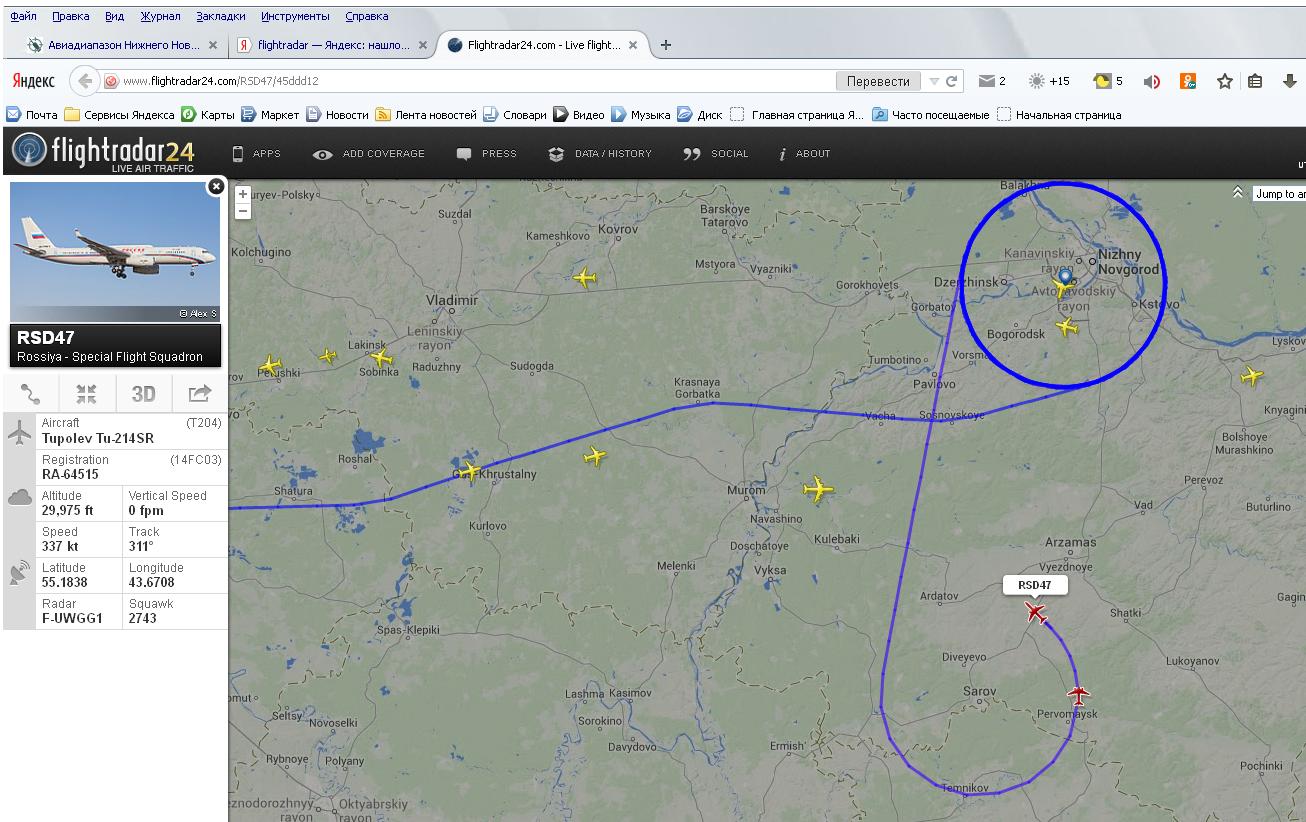 Файл Правка Вид Журнал Закладки Инструменты Справка
Авиадиапазон Нижнего Нов...
flightradar — Яндекс: нашло...
Flightradar24.com - Live flight...
Яндекс
www.flightradar24.com/RSD47/45ddd12
Перевести
2
+15
5
Почта Сервисы Яндекса Карты Маркет Новости Лента новостей Словари Видео Музыка Диск Главная страница Я... Часто посещаемые Начальная страница
flightradar24
LIVE AIR TRAFFIC
APPS
ADD COVERAGE
PRESS
DATA / HISTORY
SOCIAL
ABOUT
Jump to
© Alex S
RSD47
Rossiya - Special Flight Squadron
3D
Aircraft (T204)
Tupolev Tu-214SR
Registration (14FC03)
RA-64515
Altitude
29,975 ft
Vertical Speed
0 fpm
Speed
337 kt
Track
311°
Latitude
55.1838
Longitude
43.6708
Radar
F-UWGG1
Squawk
2743
+
−
uryev-Polsky
Suzdal
Kolchugino
Kameshkovo
Kovrov
Barskoye
Tatarovo
Mstyora
Vyazniki
Gorokhovets
Dzerzhinsk
Kanavinskiy
rayon
Nizhny
Novgorod
Avtozavodskiy
rayon
Kstovo
Bogorodsk
Vladimir
Leninskiy
rayon
Lakinsk
Sobinka
Raduzhny
Petushki
Sudogda
Krasnaya
Gorbatka
Tumbotino
Vorsma
Pavlovo
Vacha
Sosnovskoye
Lyskov
Knyagini
Bolshoye
Murashkino
Perevoz
Buturlino
Vad
Roshal
Shatura
Gus-Khrustalny
Kurlovo
Murom
Navashino
Kulebaki
Doschatoye
Vyksa
Melenki
Arzamas
Vyezdnoye
RSD47
Ardatov
Shatki
Gagin
Lukoyanov
Diveyevo
Sarov
Pervomaysk
Pochinki
Temnikov
Ermish'
Spas-Klepiki
Lashma
Kasimov
Sorokino
Davydovo
Seltsy
Novoselki
Rybnoye
Polyany
Oktyabrskiy